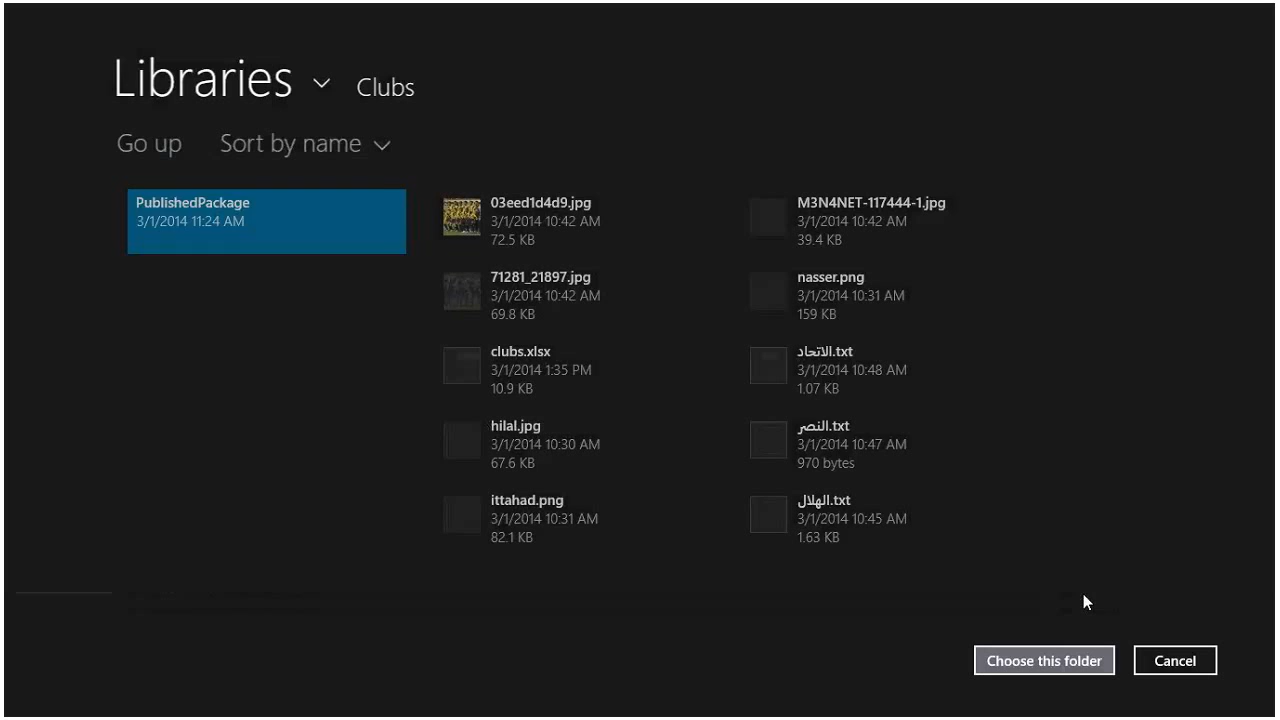 Libraries Clubs
Go up Sort by name
PublishedPackage
3/1/2014 11:24 AM
03eed1d4d9.jpg
3/1/2014 10:42 AM
72.5 KB
71281_21897.jpg
3/1/2014 10:42 AM
69.8 KB
clubs.xlsx
3/1/2014 1:35 PM
10.9 KB
hilal.jpg
3/1/2014 10:30 AM
67.6 KB
ittahad.png
3/1/2014 10:31 AM
82.1 KB
M3N4NET-117444-1.jpg
3/1/2014 10:42 AM
39.4 KB
nasser.png
3/1/2014 10:31 AM
159 KB
الاتحاد.txt
3/1/2014 10:48 AM
1.07 KB
النصر.txt
3/1/2014 10:47 AM
970 bytes
الهلال.txt
3/1/2014 10:45 AM
1.63 KB
Choose this folder Cancel